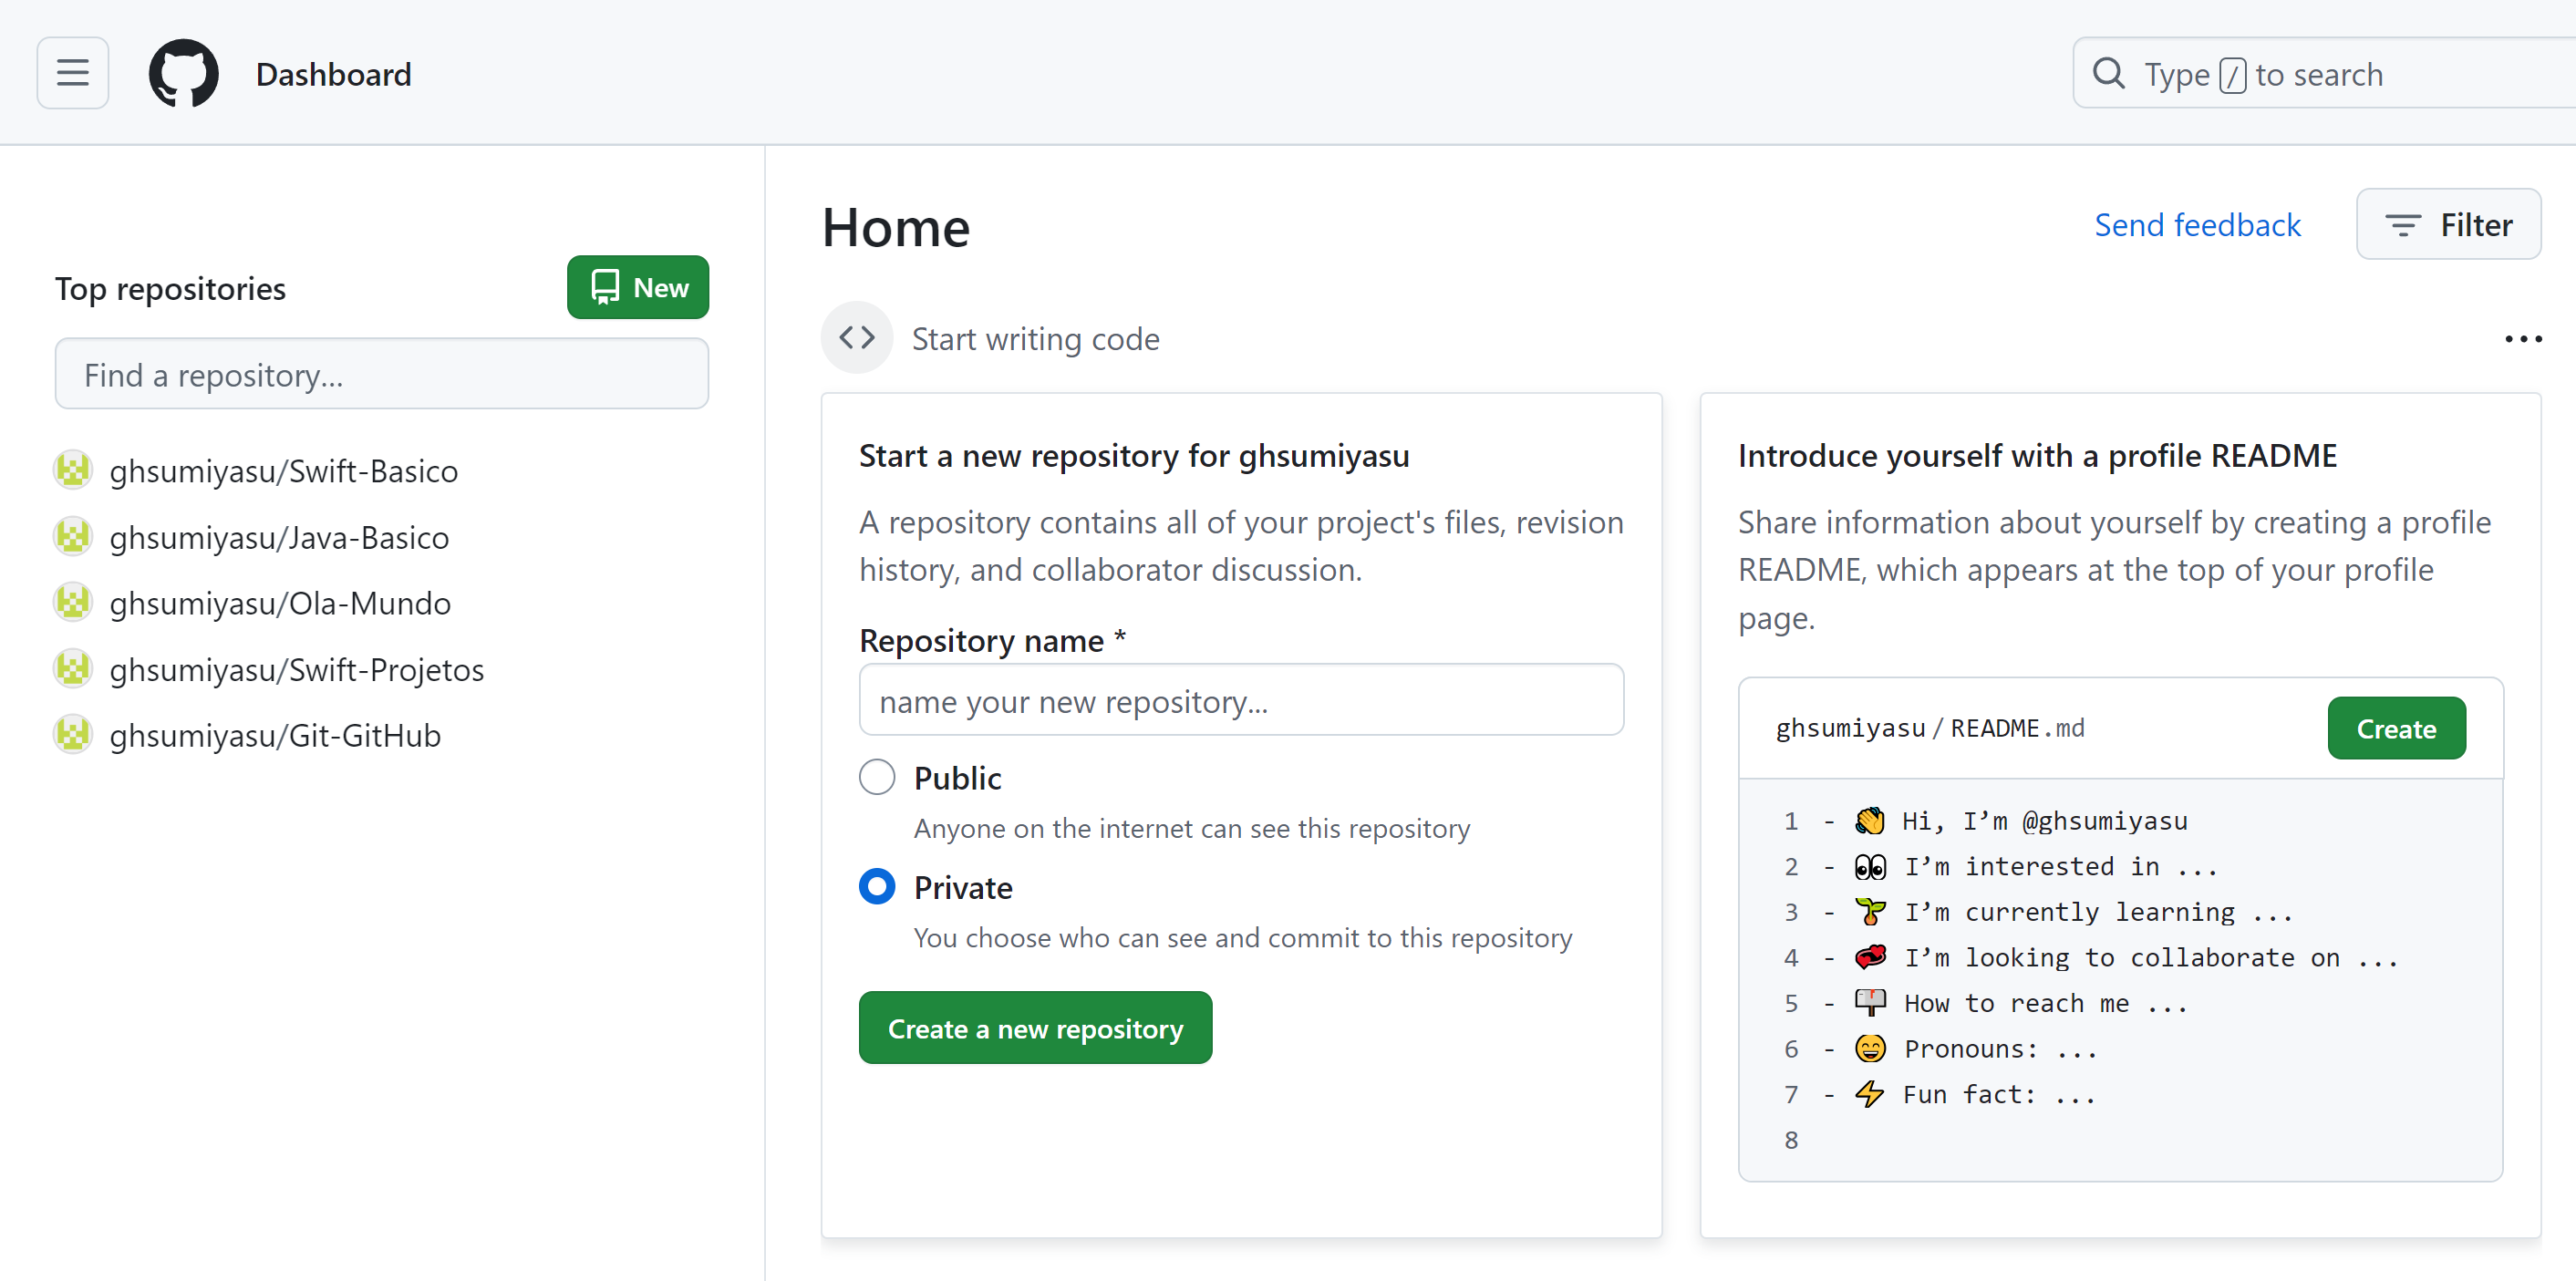 Dashboard
Type / to search
Top repositories
New
Find a repository...
ghsumiyasu/Swift-Basico
ghsumiyasu/Java-Basico
ghsumiyasu/Ola-Mundo
ghsumiyasu/Swift-Projetos
ghsumiyasu/Git-GitHub
Home
Send feedback
Filter
Start writing code
Start a new repository for ghsumiyasu
A repository contains all of your project's files, revision
history, and collaborator discussion.
Repository name *
name your new repository...
Public
Anyone on the internet can see this repository
Private
You choose who can see and commit to this repository
Create a new repository
Introduce yourself with a profile README
Share information about yourself by creating a profile
README, which appears at the top of your profile
page.
ghsumiyasu/README.md
Create
1 - 👋 Hi, I’m @ghsumiyasu
2 - 👀 I’m interested in ...
3 - 🌱 I’m currently learning ...
4 - 💞️ I’m looking to collaborate on ...
5 - 📫 How to reach me ...
6 - 😄 Pronouns: ...
7 - ⚡ Fun fact: ...
8